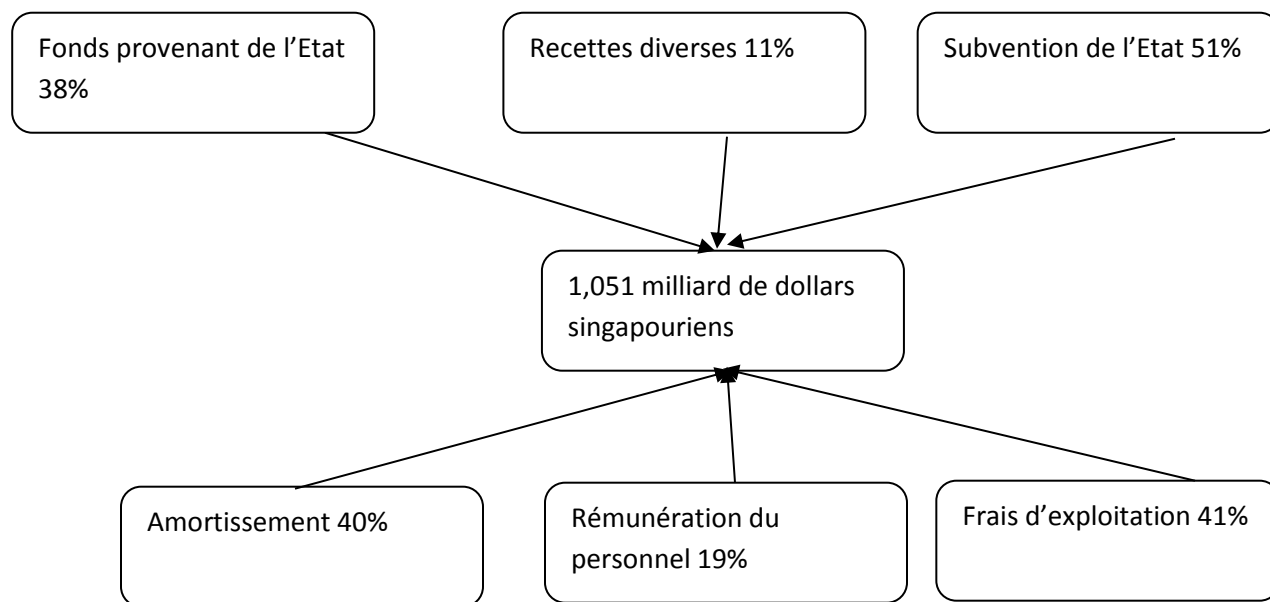 Fonds provenant de l’Etat
38%
Recettes diverses 11%
Subvention de l’Etat 51%
1,051 milliard de dollars
singapouriens
Amortissement 40%
Rémunération du
personnel 19%
Frais d’exploitation 41%